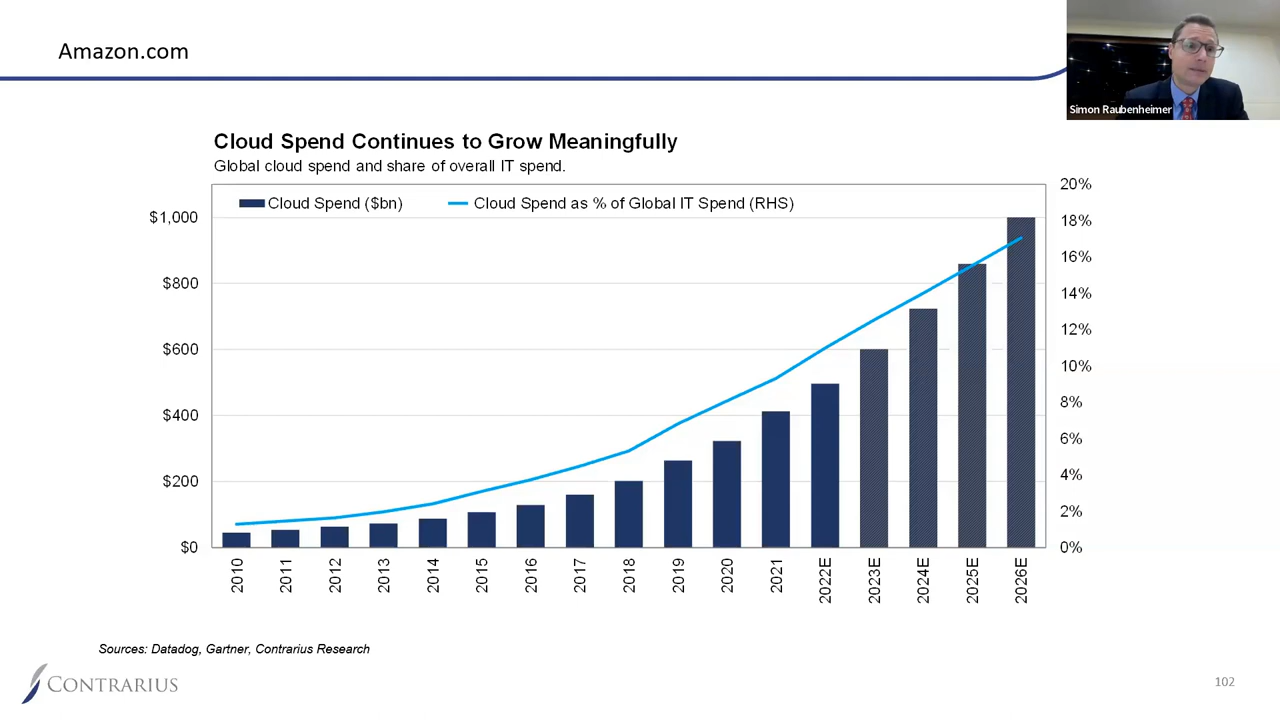 Amazon.com
Simon Raubenheimer
Cloud Spend Continues to Grow Meaningfully
Global cloud spend and share of overall IT spend.
Cloud Spend ($bn)
Cloud Spend as % of Global IT Spend (RHS)
$1,000
$800
$600
$400
$200
$0
20%
18%
16%
14%
12%
10%
8%
6%
4%
2%
0%
2010
2011
2012
2013
2014
2015
2016
2017
2018
2019
2020
2021
2022E
2023E
2024E
2025E
2026E
Sources: Datadog, Gartner, Contrarius Research
CONTRARIUS
102